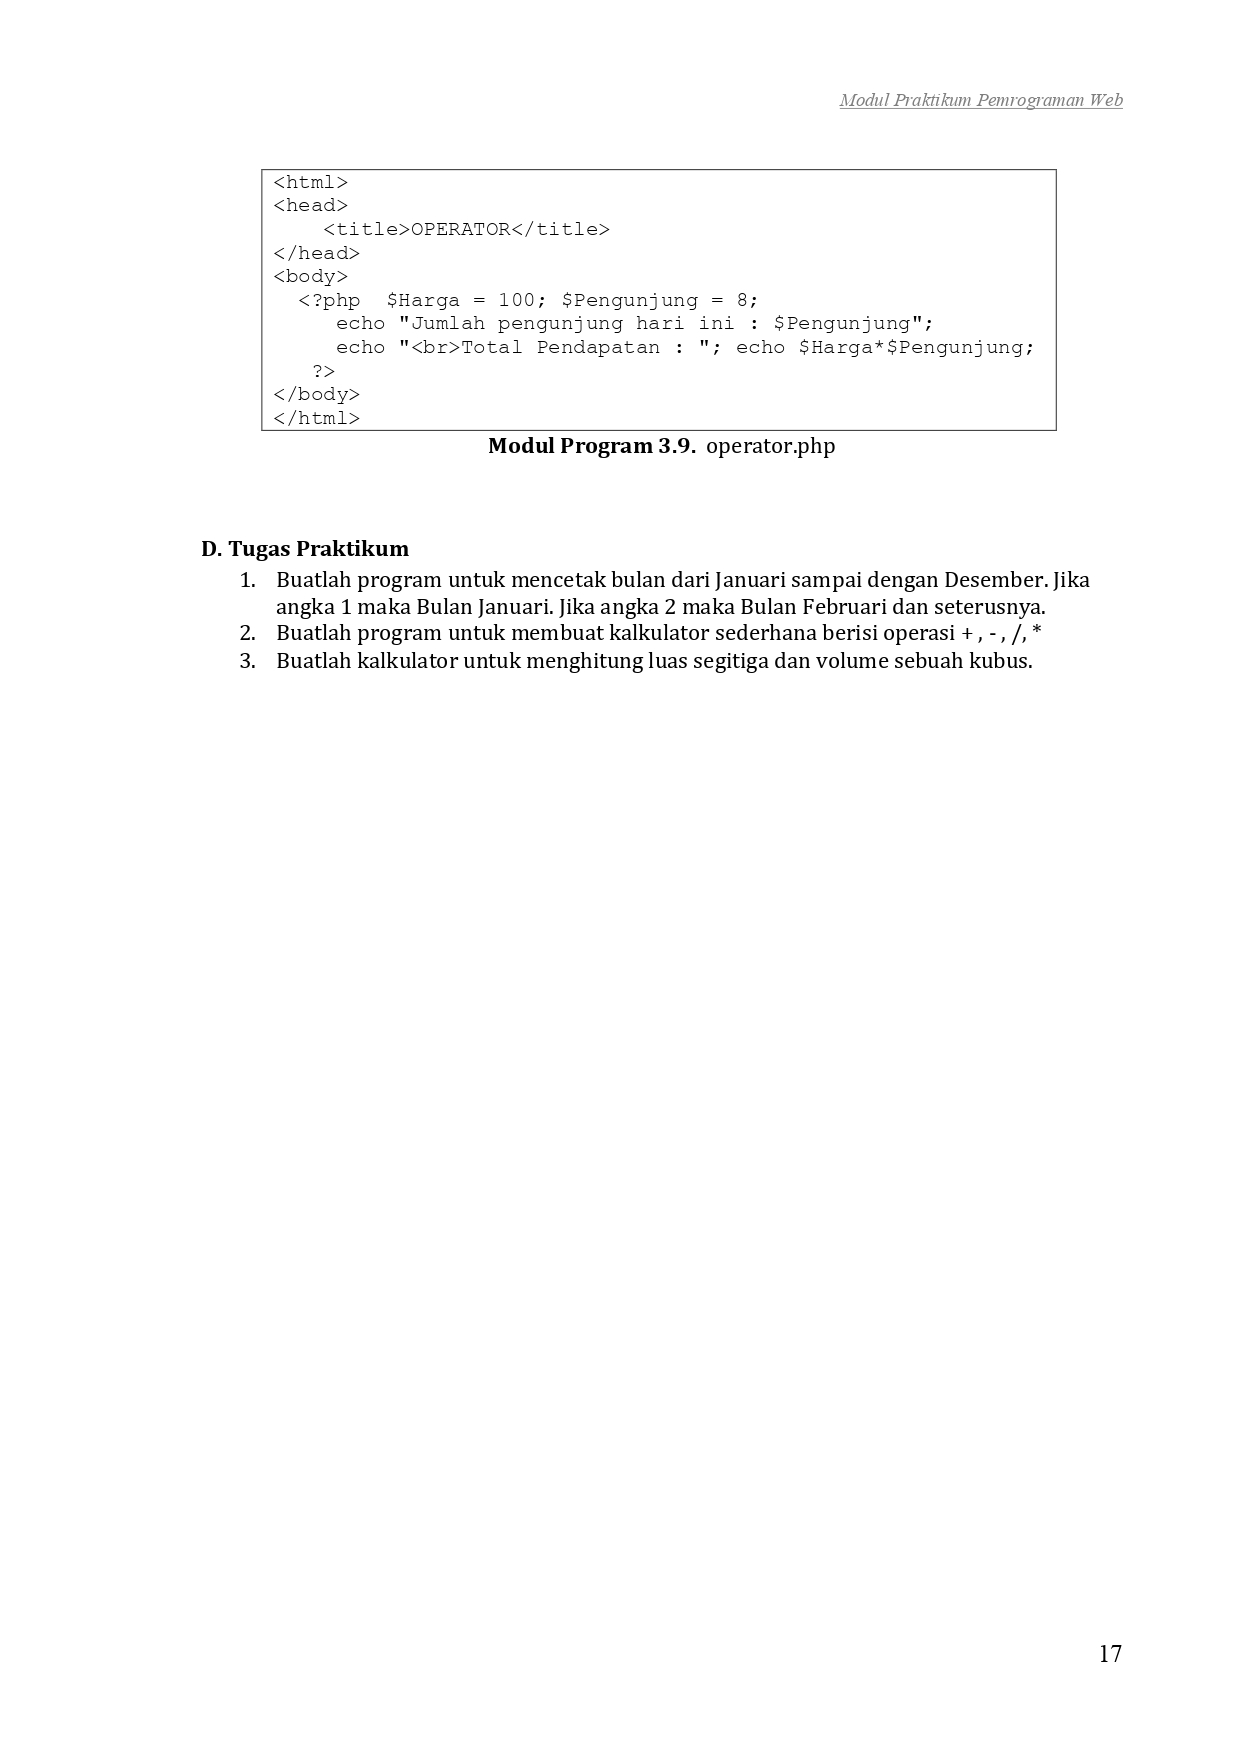 Modul Praktikum Pemrograman Web
<html>
<head>
    <title>OPERATOR</title>
</head>
<body>
  <?php  $Harga = 100; $Pengunjung = 8;
     echo "Jumlah pengunjung hari ini : $Pengunjung";
     echo "<br>Total Pendapatan : "; echo $Harga*$Pengunjung;
   ?>
</body>
</html>
Modul Program 3.9. operator.php
D. Tugas Praktikum
1. Buatlah program untuk mencetak bulan dari Januari sampai dengan Desember. Jika
angka 1 maka Bulan Januari. Jika angka 2 maka Bulan Februari dan seterusnya.
2. Buatlah program untuk membuat kalkulator sederhana berisi operasi + , - , /, *
3. Buatlah kalkulator untuk menghitung luas segitiga dan volume sebuah kubus.
17